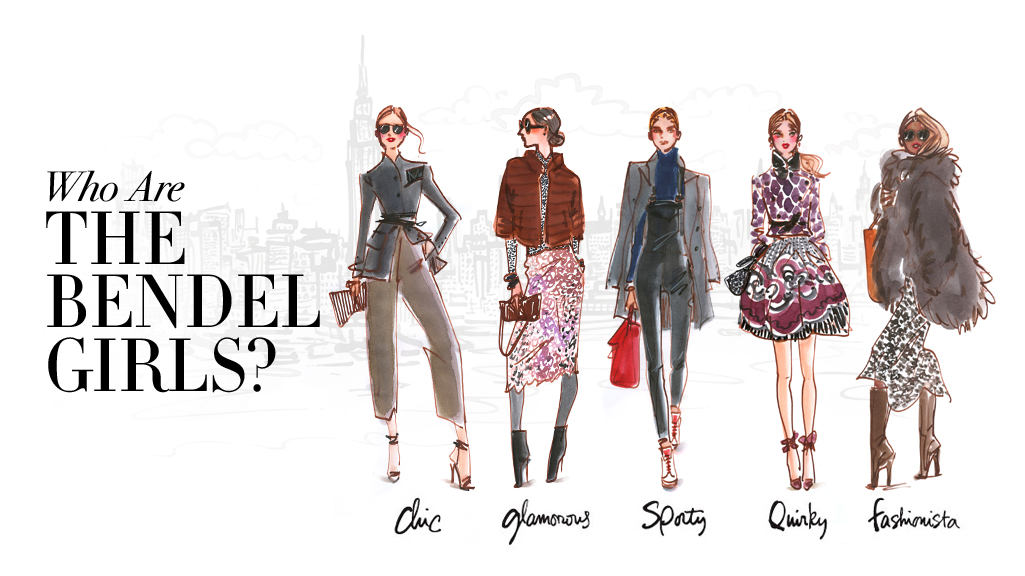 Who Are
THE
BENDEL
GIRLS?
Chic
glamorous
Sporty
Quirky
fashionista